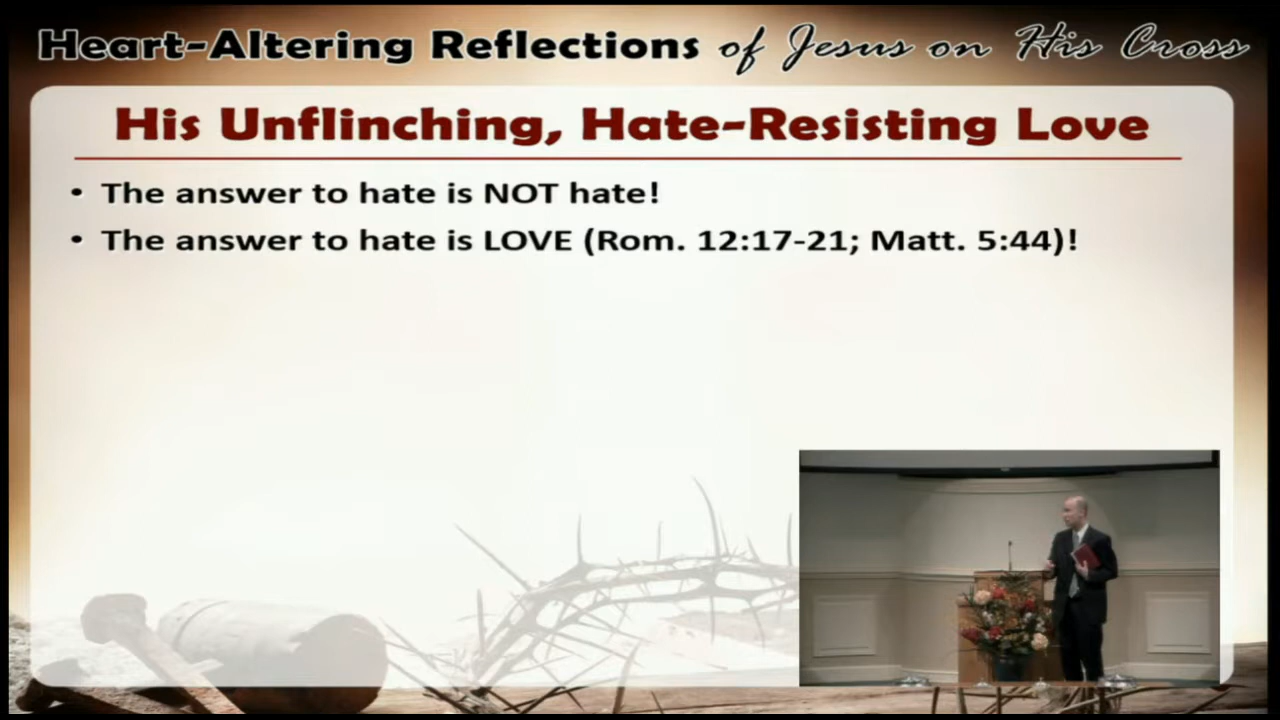 Heart-Altering Reflections of Jesus on His Cross
His Unflinching, Hate-Resisting Love
• The answer to hate is NOT hate!
• The answer to hate is LOVE (Rom. 12:17-21; Matt. 5:44)!